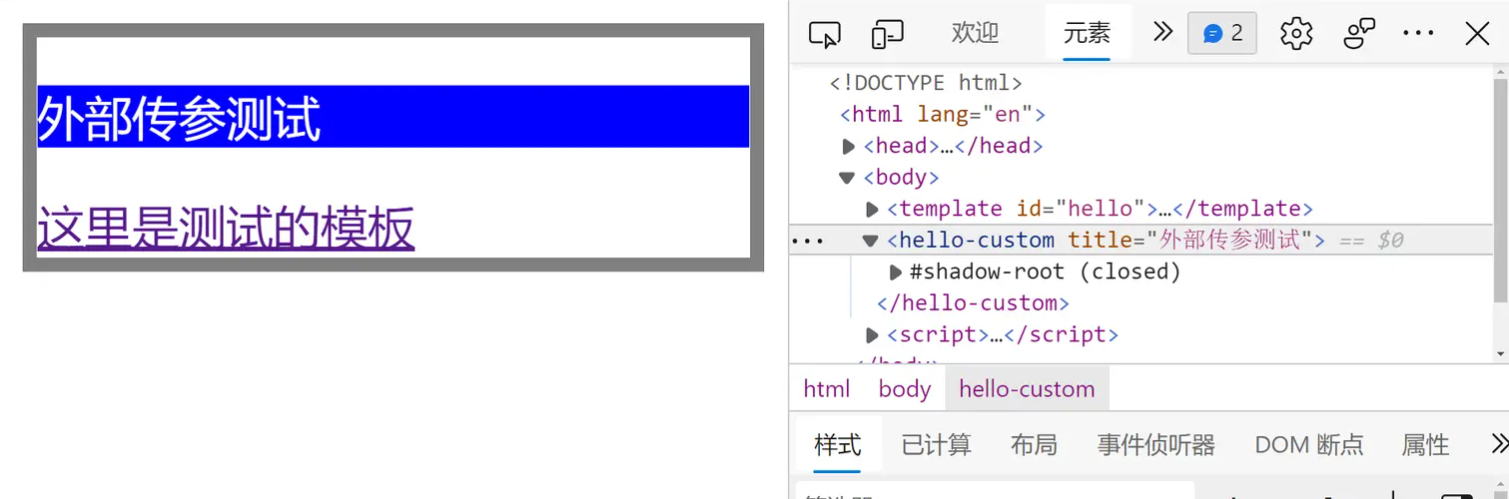 外部传参测试
这里是测试的模板
欢迎 元素 2
<!DOCTYPE html>
<html lang="en">
<head>…</head>
<body>
<template id="hello">…</template>
<hello-custom title="外部传参测试"> == $0
#shadow-root (closed)
</hello-custom>
<script>…</script>
</body>
html body hello-custom
样式 已计算 布局 事件侦听器 DOM 断点 属性